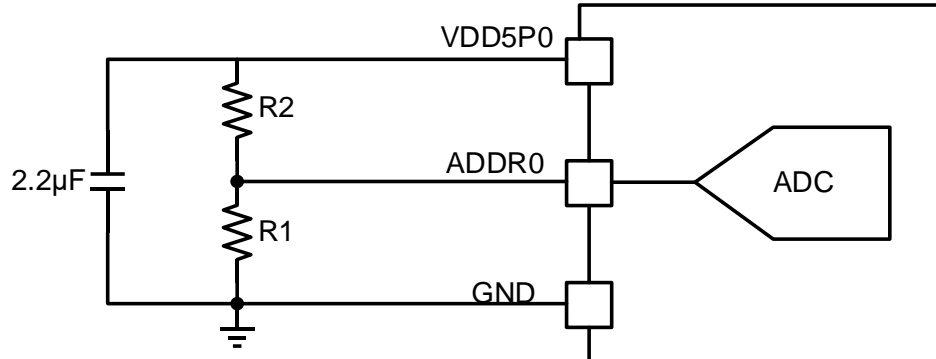 VDD5P0
R2
2.2µF
ADDR0
ADC
R1
GND